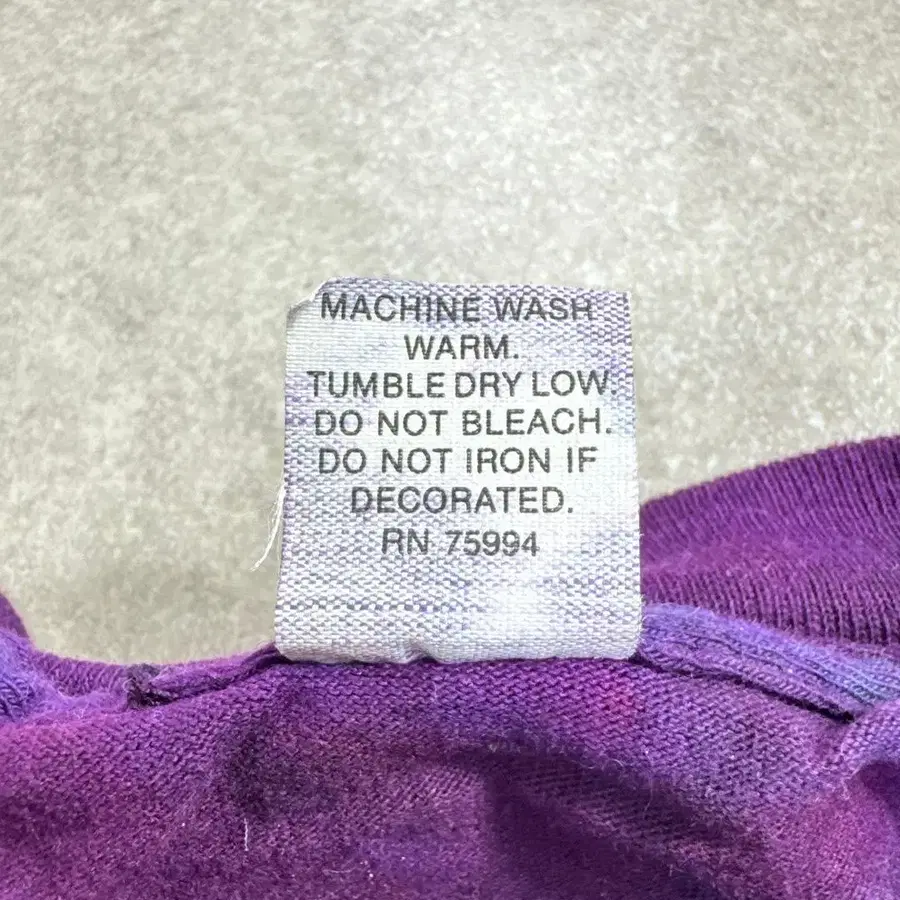 MACHINE WASH
WARM.
TUMBLE DRY LOW
DO NOT BLEACH.
DO NOT IRON IF
DECORATED.
RN 75994